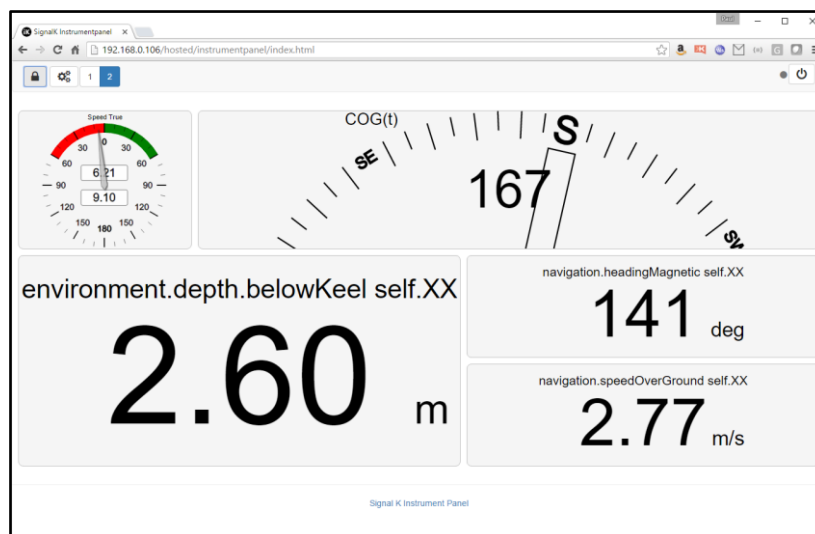 SignalK Instrumentpanel
192.168.0.106/hosted/instrumentpanel/index.html
1 2
Speed True
0
30 30
60 60
6.21
90 90
9.10
120 120
150 150
180
COG(t)
S
SE
167
SW
environment.depth.belowKeel self.XX
2.60 m
navigation.headingMagnetic self.XX
141 deg
navigation.speedOverGround self.XX
2.77 m/s
Signal K Instrument Panel